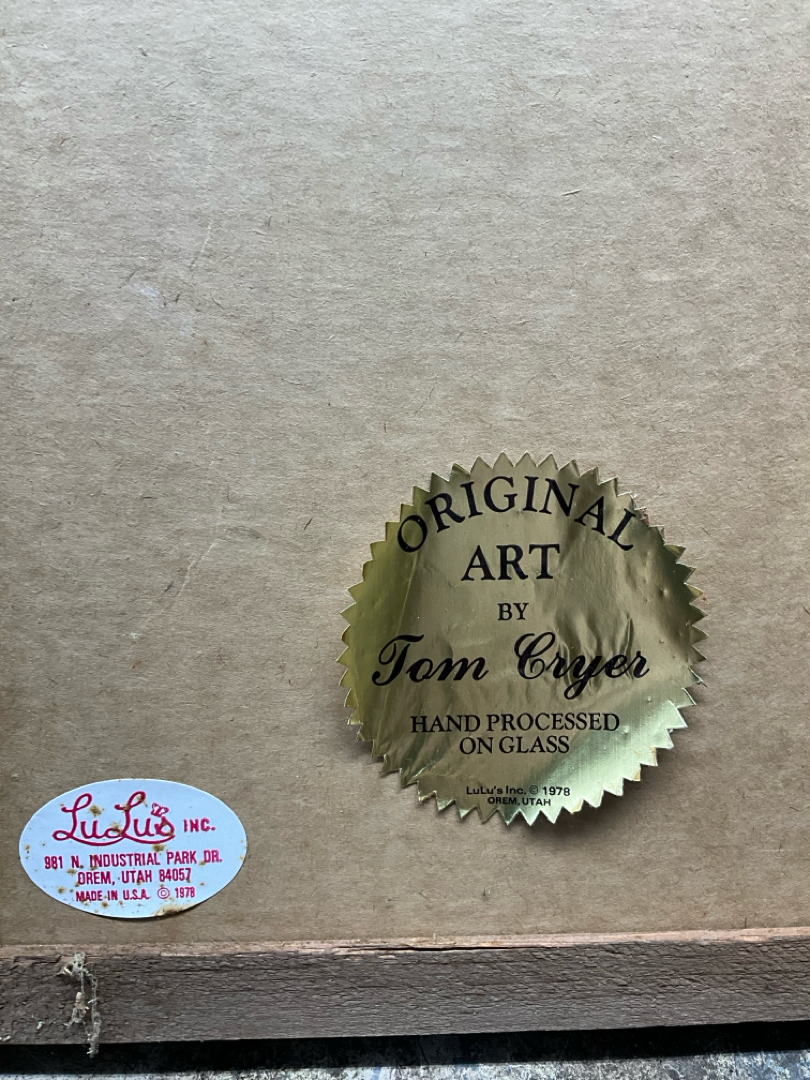 ORIGINAL
ART
BY
Tom Cryer
HAND PROCESSED
ON GLASS
LuLu's Inc. © 1978
OREM, UTAH
LuLu's INC.
981 N. INDUSTRIAL PARK DR.
OREM, UTAH 84057
MADE IN U.S.A. © 1978